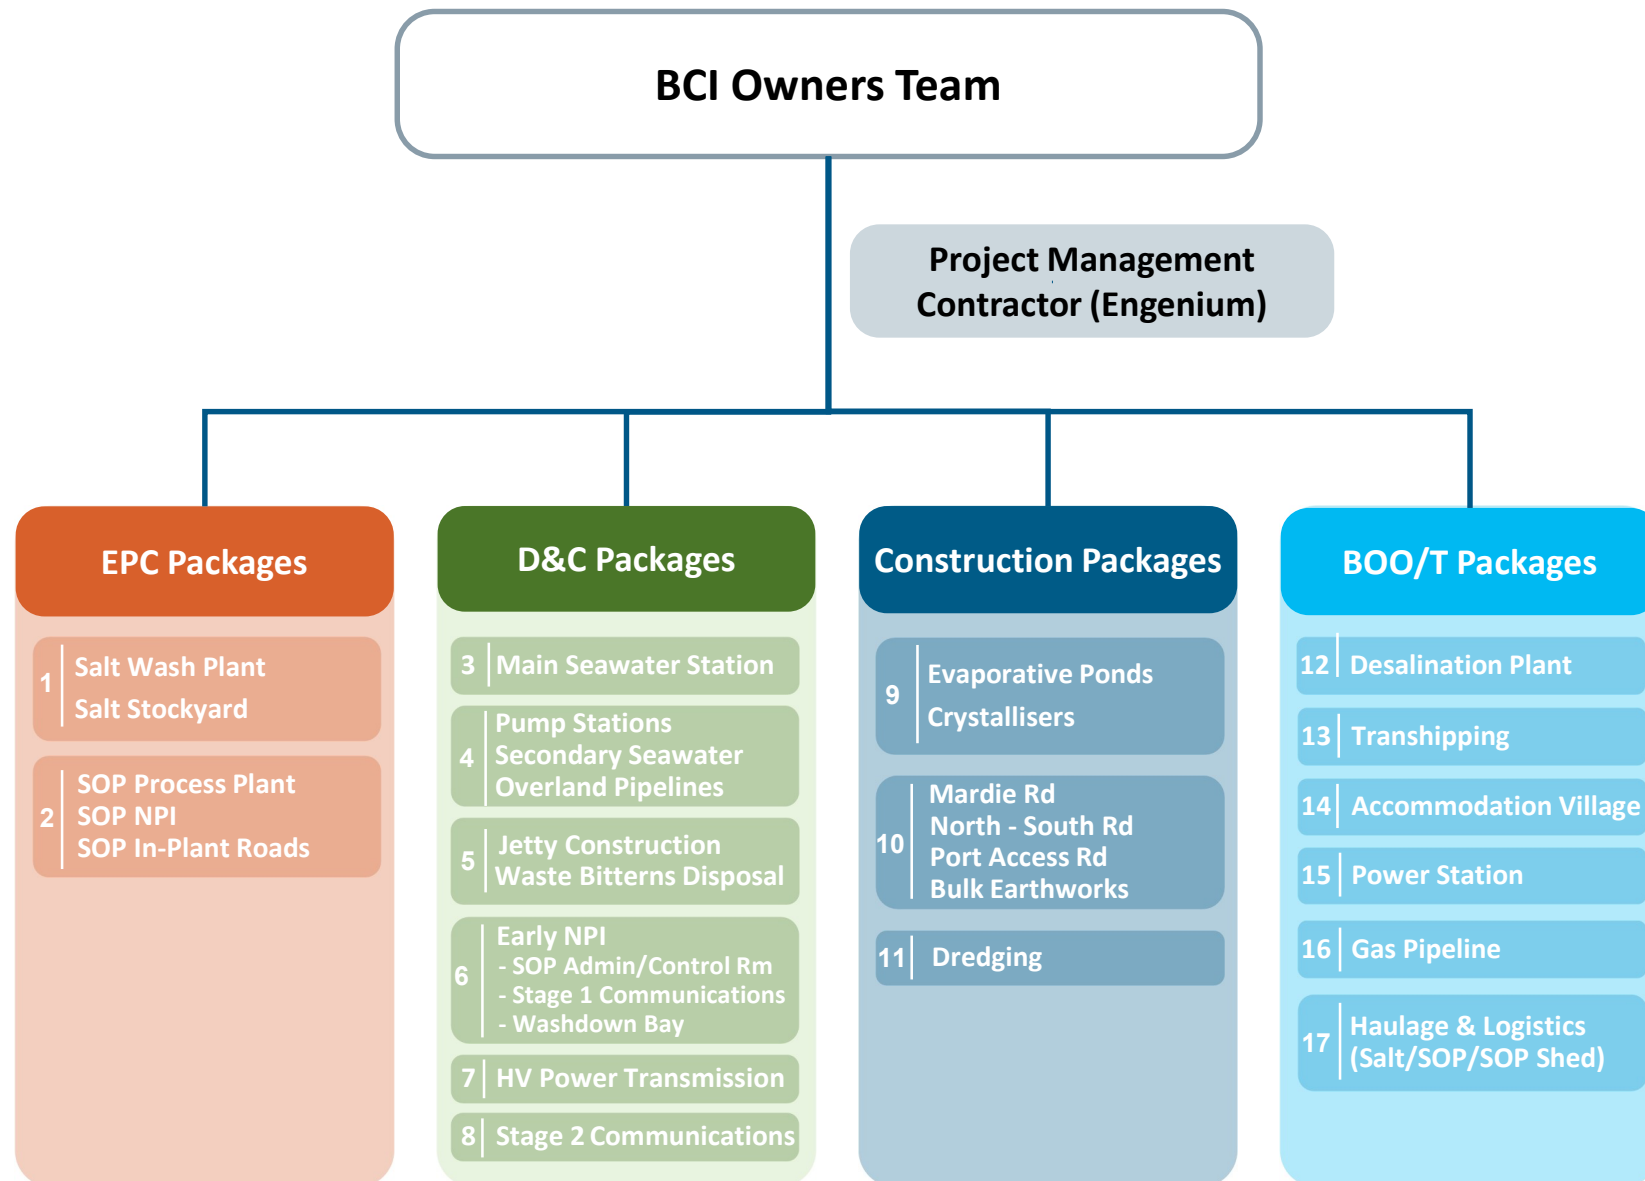 BCI Owners Team
Project Management
Contractor (Engenium)
EPC Packages
1
Salt Wash Plant
Salt Stockyard
2
SOP Process Plant
SOP NPI
SOP In-Plant Roads
D&C Packages
3 Main Seawater Station
4
Pump Stations
Secondary Seawater
Overland Pipelines
5
Jetty Construction
Waste Bitterns Disposal
6
Early NPI
- SOP Admin/Control Rm
- Stage 1 Communications
- Washdown Bay
7 HV Power Transmission
8 Stage 2 Communications
Construction Packages
9
Evaporative Ponds
Crystallisers
10
Mardie Rd
North - South Rd
Port Access Rd
Bulk Earthworks
11 Dredging
BOO/T Packages
12 Desalination Plant
13 Transhipping
14 Accommodation Village
15 Power Station
16 Gas Pipeline
17
Haulage & Logistics
(Salt/SOP/SOP Shed)